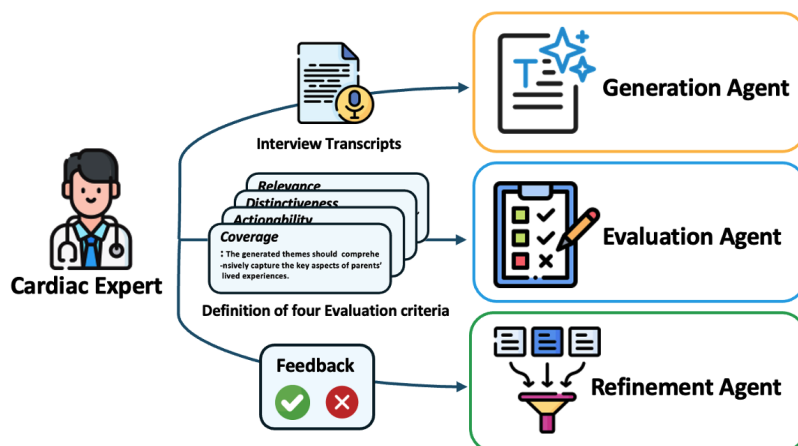 Interview Transcripts
Generation Agent
Relevance
Distinctiveness
Actionability
Coverage
: The generated themes should comprehe
-nsively capture the key aspects of parents'
lived experiences.
Definition of four Evaluation criteria
Evaluation Agent
Cardiac Expert
Feedback
Refinement Agent
T